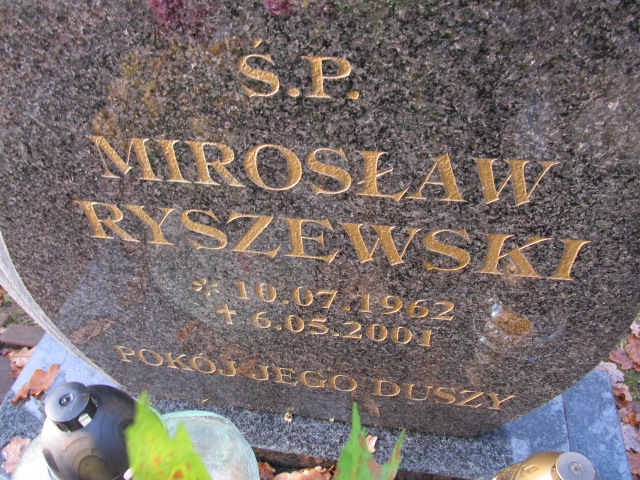 Ś.P.
MIROSŁAW
RYSZEWSKI
* 10.07.1962
✝ 6.05.2001
POKÓJ JEGO DUSZY